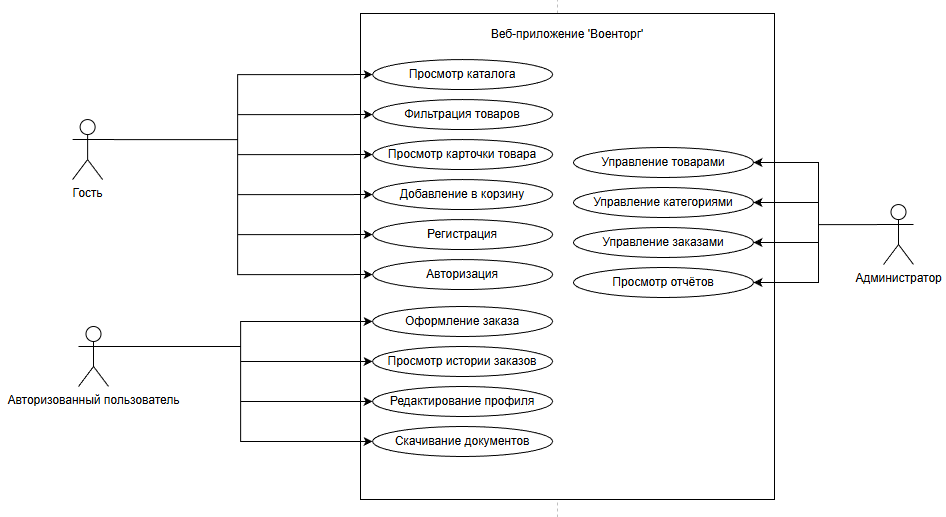 Веб-приложение 'Военторг'
Просмотр каталога
Фильтрация товаров
Просмотр карточки товара
Добавление в корзину
Регистрация
Авторизация
Оформление заказа
Просмотр истории заказов
Редактирование профиля
Скачивание документов
Управление товарами
Управление категориями
Управление заказами
Просмотр отчётов
Гость
Авторизованный пользователь
Администратор